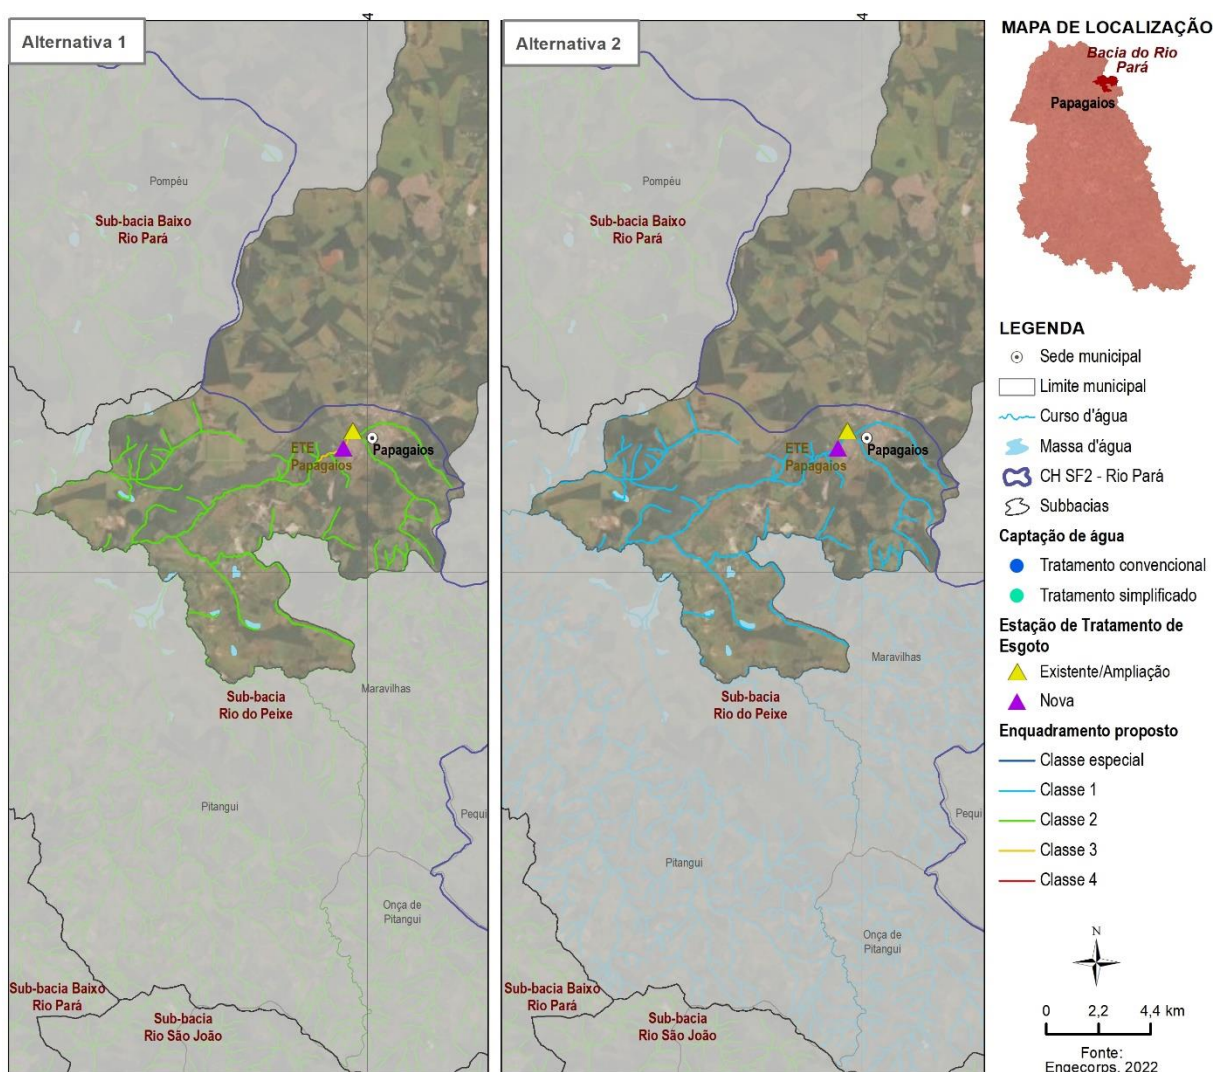 Alternativa 1
4
Pompéu
Sub-bacia Baixo
Rio Pará
ETE
Papagaios
Papagaios
Sub-bacia
Rio do Peixe
Maravilhas
Pitangui
Pequi
Onça de
Pitangui
Sub-bacia Baixo
Rio Pará
Sub-bacia
Rio São João
Alternativa 2
4
Pompéu
Sub-bacia Baixo
Rio Pará
ETE
Papagaios
Papagaios
Maravilhas
Sub-bacia
Rio do Peixe
Pequi
Pitangui
Onça de
Pitangui
Sub-bacia Baixo
Rio Pará
Sub-bacia
Rio São João
MAPA DE LOCALIZAÇÃO
Bacia do Rio
Pará
Papagaios
LEGENDA
Sede municipal
Limite municipal
Curso d'água
Massa d'água
CH SF2 - Rio Pará
Subbacias
Captação de água
Tratamento convencional
Tratamento simplificado
Estação de Tratamento de
Esgoto
Existente/Ampliação
Nova
Enquadramento proposto
Classe especial
Classe 1
Classe 2
Classe 3
Classe 4
N
0 2,2 4,4 km
Fonte:
Engecorps, 2022